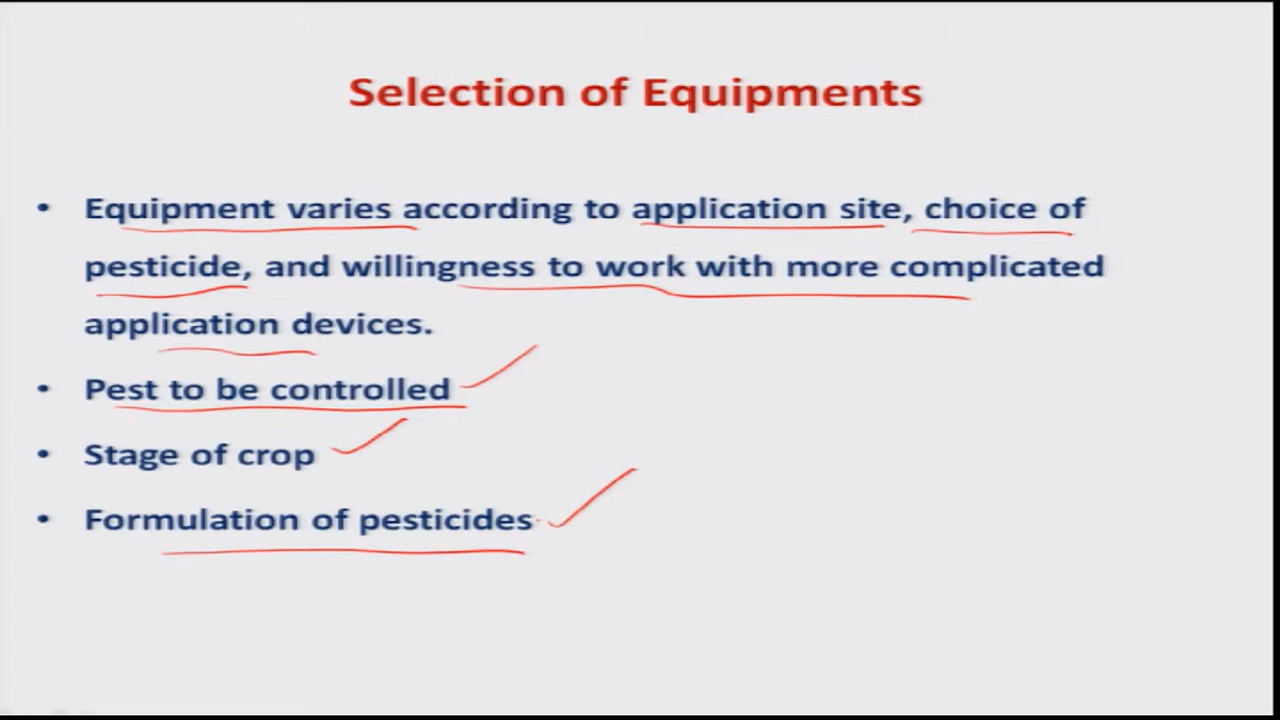 Selection of Equipments
• Equipment varies according to application site, choice of
pesticide, and willingness to work with more complicated
application devices.
• Pest to be controlled
• Stage of crop
• Formulation of pesticides